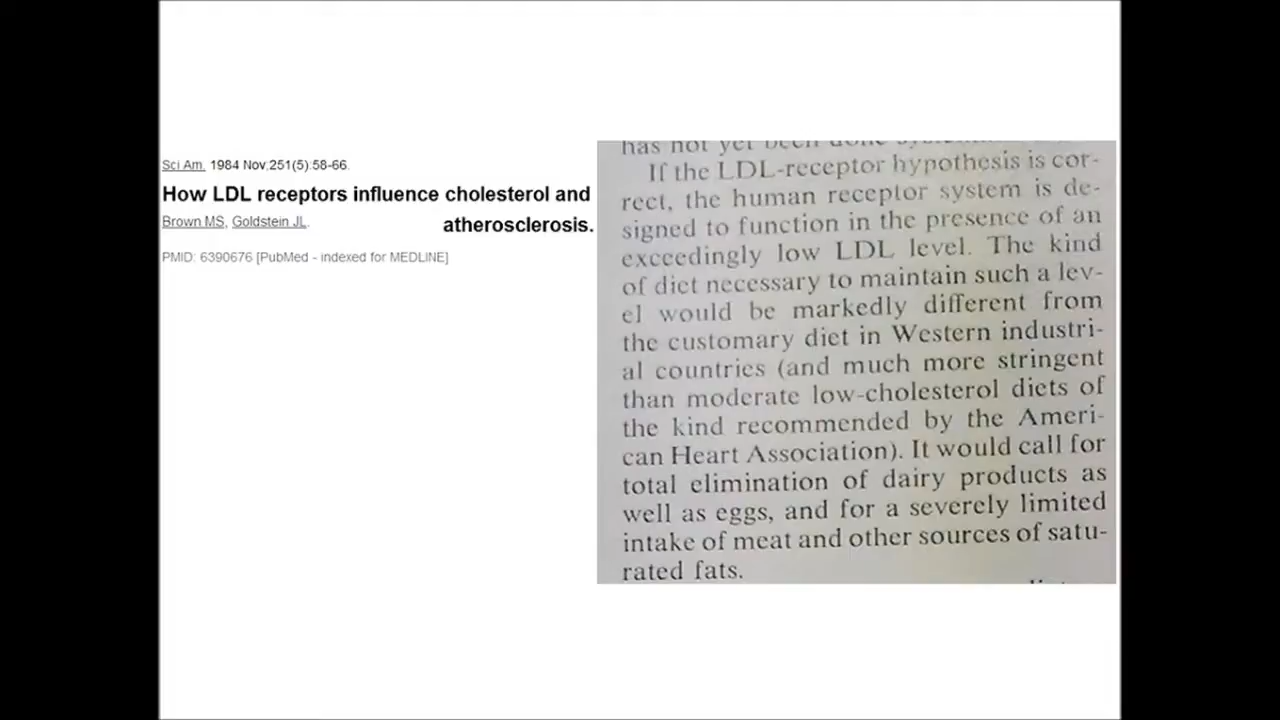 Sci Am. 1984 Nov;251(5):58-66.
How LDL receptors influence cholesterol and
atherosclerosis.
Brown MS, Goldstein JL.
PMID: 6390676 [PubMed - indexed for MEDLINE]
has not yet been done
If the LDL-receptor hypothesis is cor-
rect, the human receptor system is de-
signed to function in the presence of an
exceedingly low LDL level. The kind
of diet necessary to maintain such a lev-
el would be markedly different from
the customary diet in Western industri-
al countries (and much more stringent
than moderate low-cholesterol diets of
the kind recommended by the Ameri-
can Heart Association). It would call for
total elimination of dairy products as
well as eggs, and for a severely limited
intake of meat and other sources of satu-
rated fats.